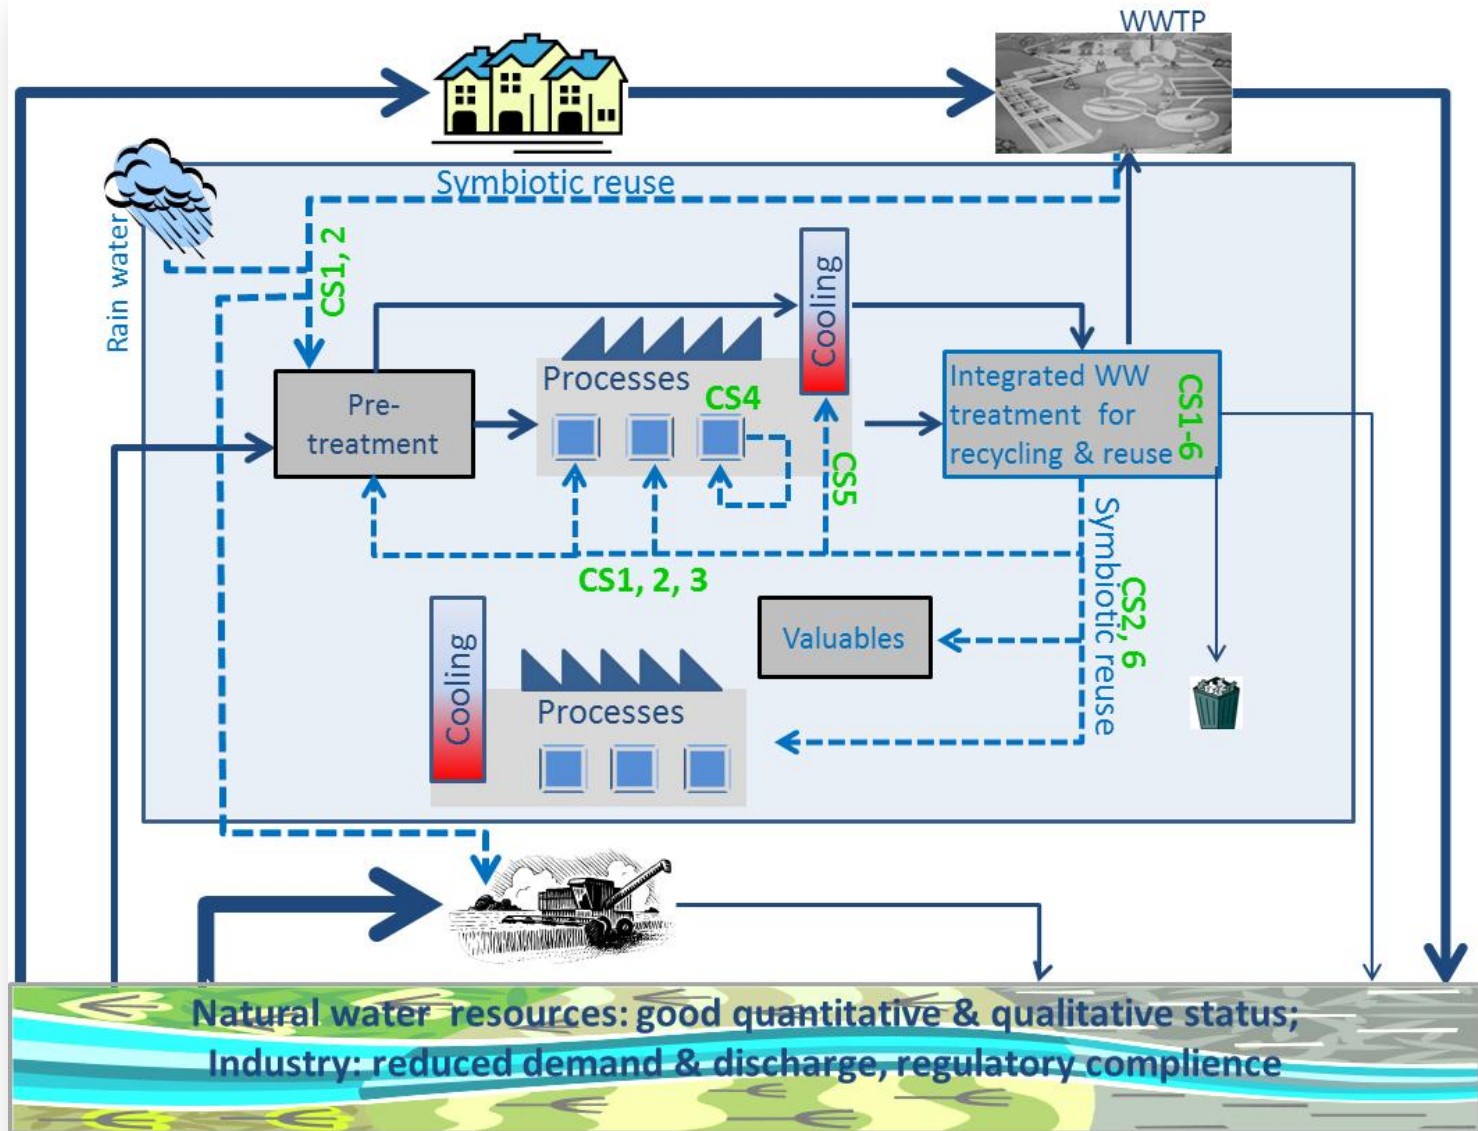 WWTP
Symbiotic reuse
Rain water
CS1, 2
Cooling
Processes
CS4
Pre-
treatment
Integrated WW
treatment for
recycling & reuse
CS1-6
CS5
CS1, 2, 3
Symbiotic reuse
CS2, 6
Valuables
Cooling
Processes
Natural water resources: good quantitative & qualitative status;
Industry: reduced demand & discharge, regulatory complience